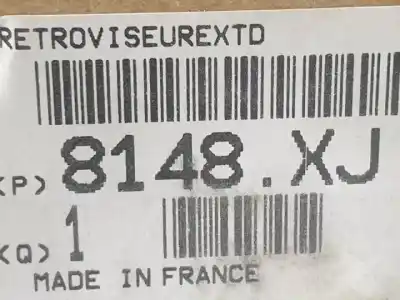 RETROVISEUREXTD
(P) 8148.XJ
(Q) 1
MADE IN FRANCE